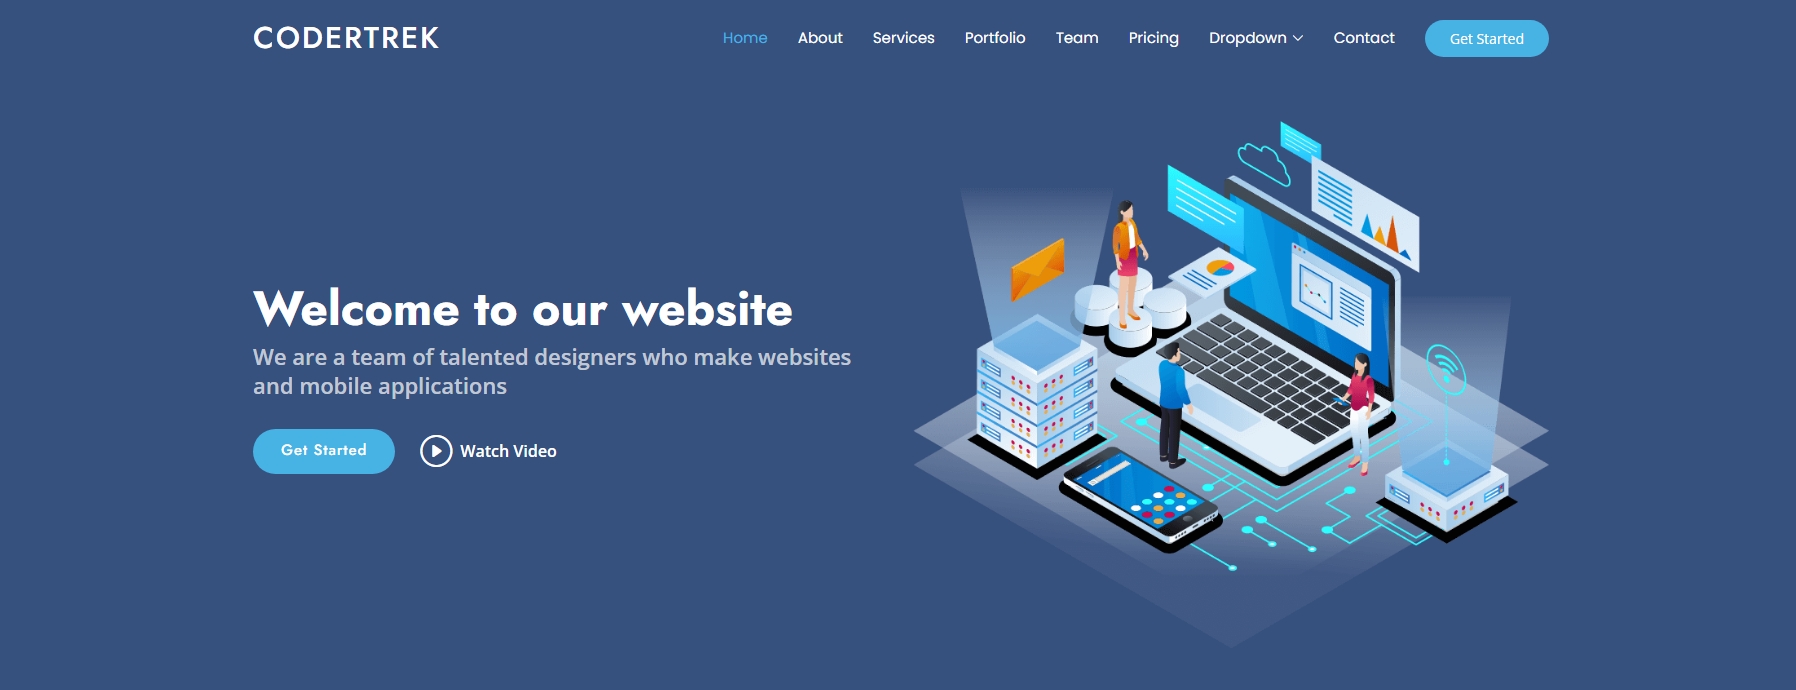 CODERTREK
Home About Services Portfolio Team Pricing Dropdown Contact Get Started
Welcome to our website
We are a team of talented designers who make websites
and mobile applications
Get Started Watch Video